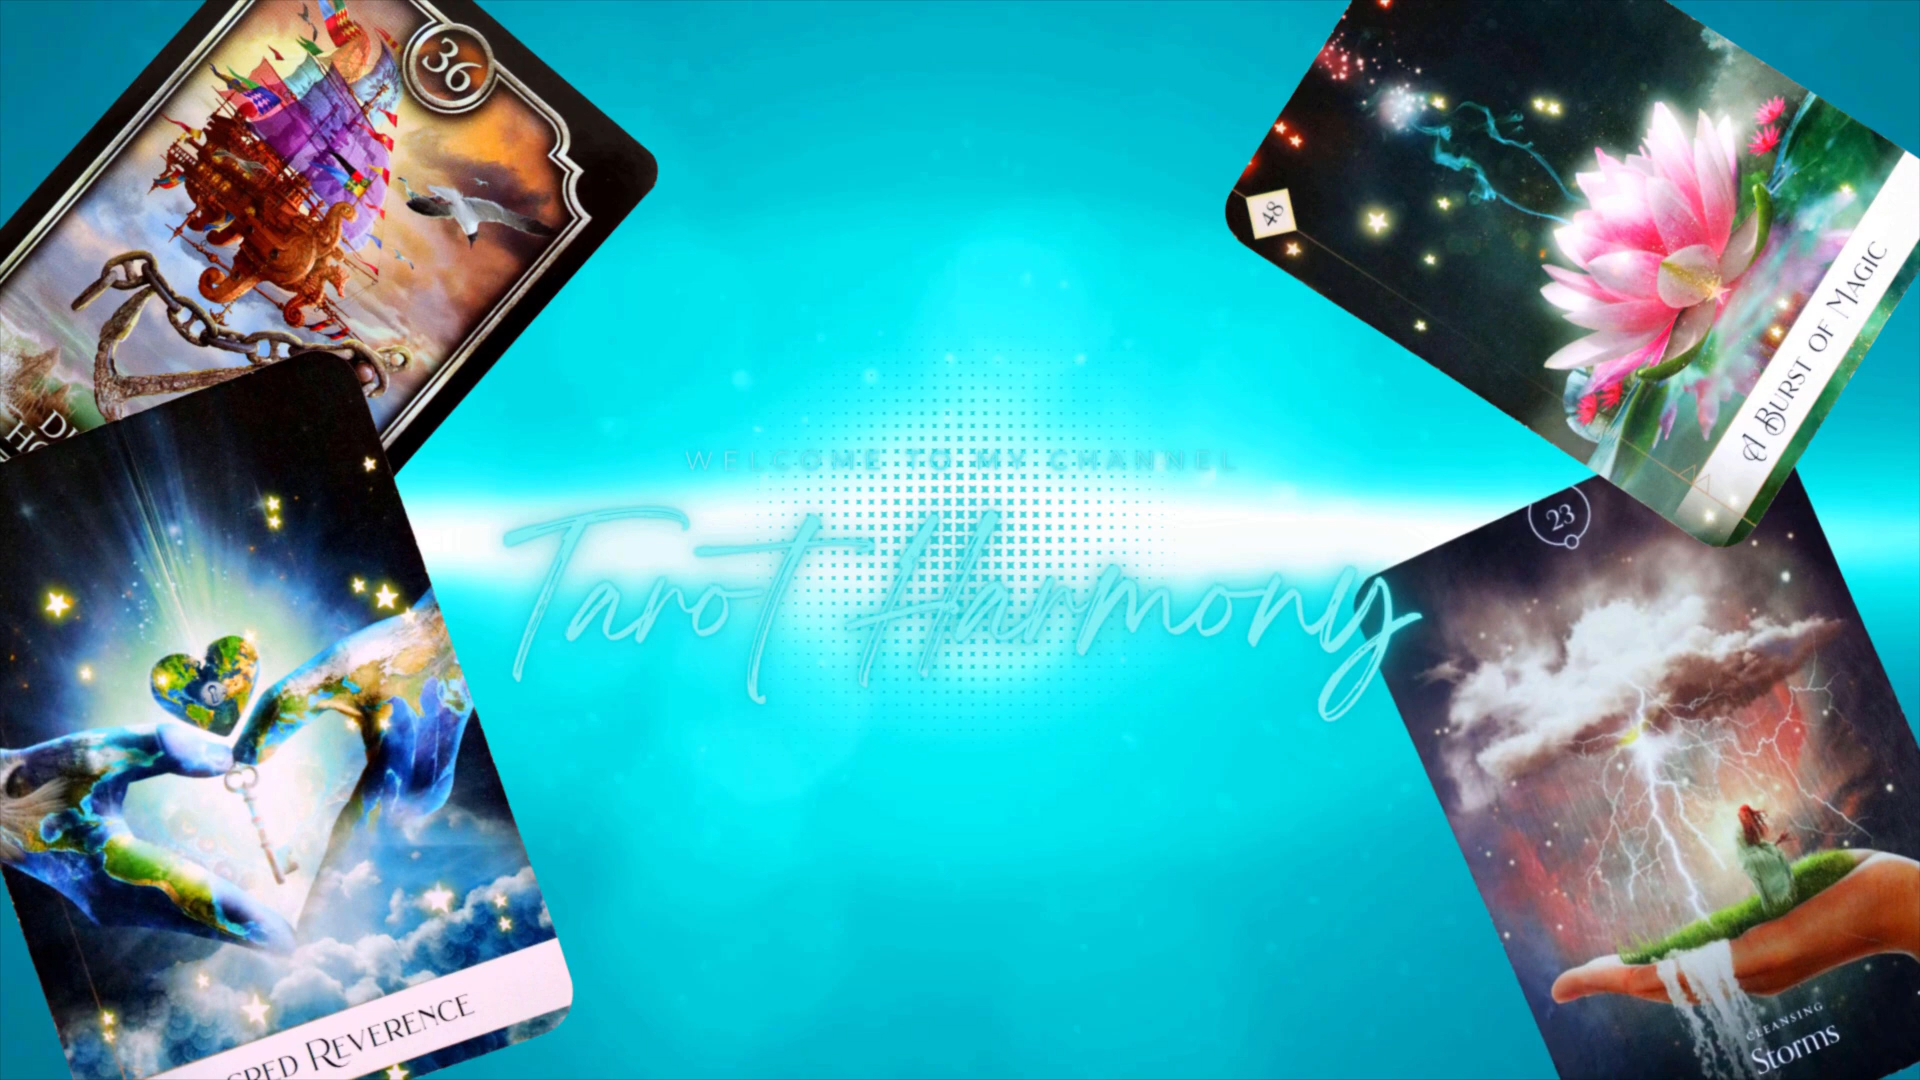 36
48
A BURST OF MAGIC
WELCOME TO MY CHANNEL
Tarot Harmony
23
REVERENCE
CLEANSING
Storms